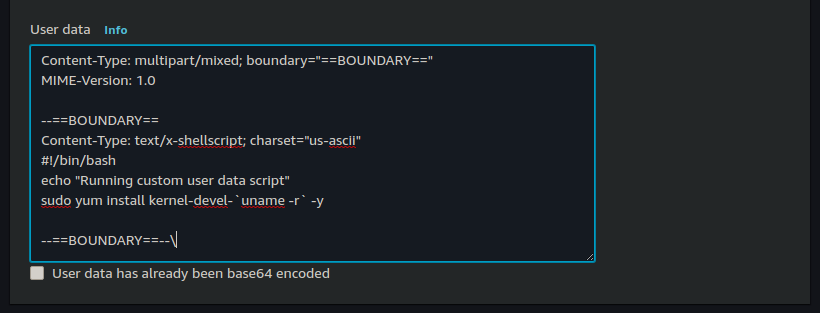 User data Info
Content-Type: multipart/mixed; boundary="==BOUNDARY=="
MIME-Version: 1.0

--==BOUNDARY==
Content-Type: text/x-shellscript; charset="us-ascii"
#!/bin/bash
echo "Running custom user data script"
sudo yum install kernel-devel-`uname -r` -y

--==BOUNDARY==--\
User data has already been base64 encoded